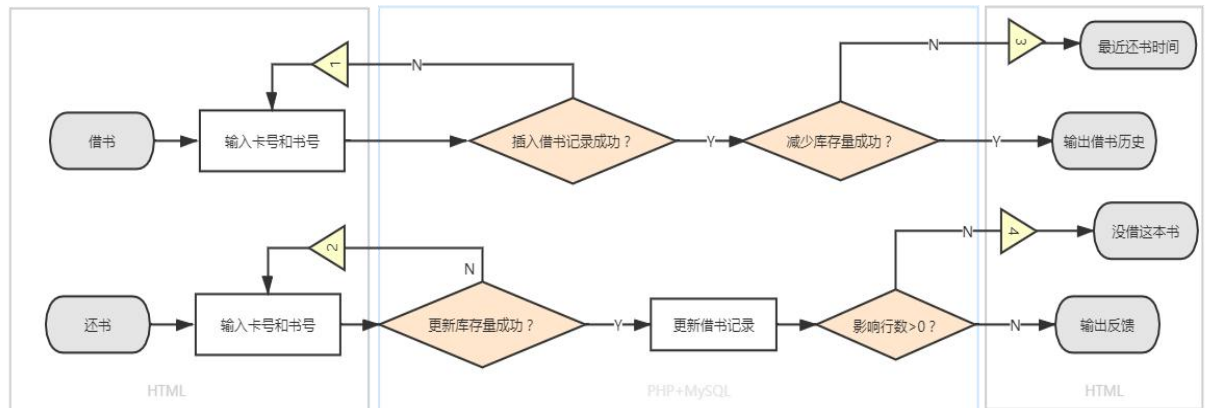 N
3
最近还书时间
1
N
借书
输入卡号和书号
插入借书记录成功？
Y
减少库存量成功？
Y
输出借书历史
2
N
N
4
没借这本书
还书
输入卡号和书号
更新库存量成功？
Y
更新借书记录
影响行数>0？
N
输出反馈
HTML
PHP+MySQL
HTML